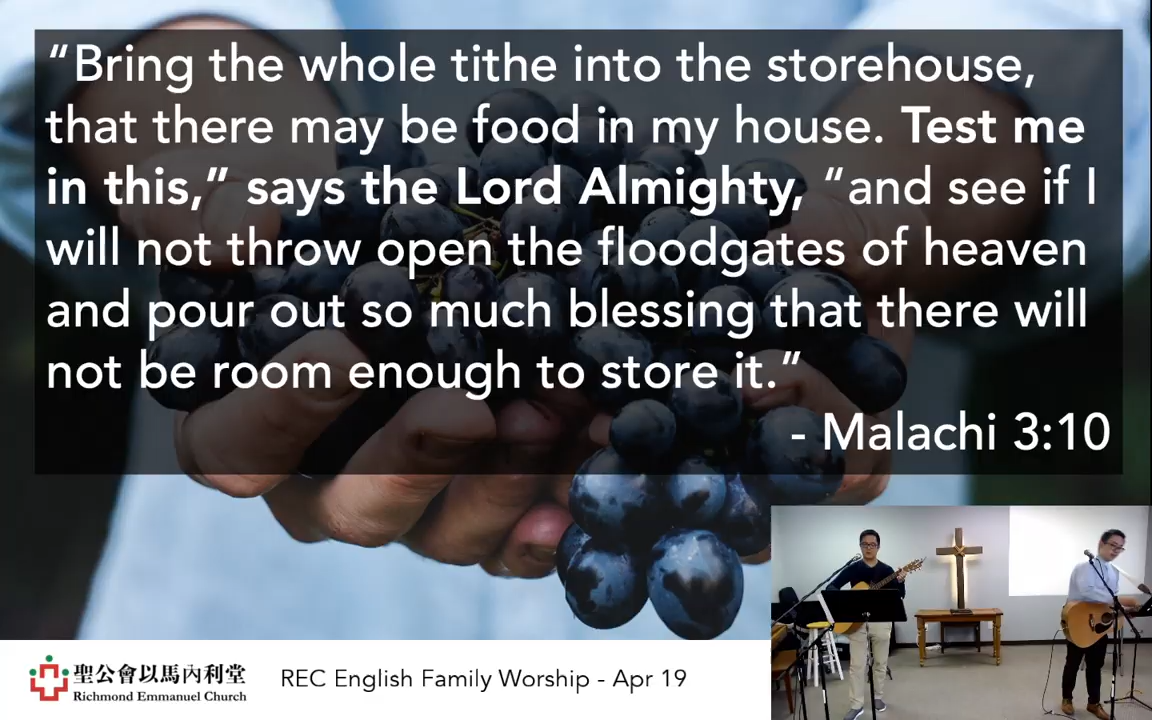 “Bring the whole tithe into the storehouse,
that there may be food in my house. Test me
in this,” says the Lord Almighty, “and see if I
will not throw open the floodgates of heaven
and pour out so much blessing that there will
not be room enough to store it.”
- Malachi 3:10
聖公會以馬內利堂
Richmond Emmanuel Church
REC English Family Worship - Apr 19